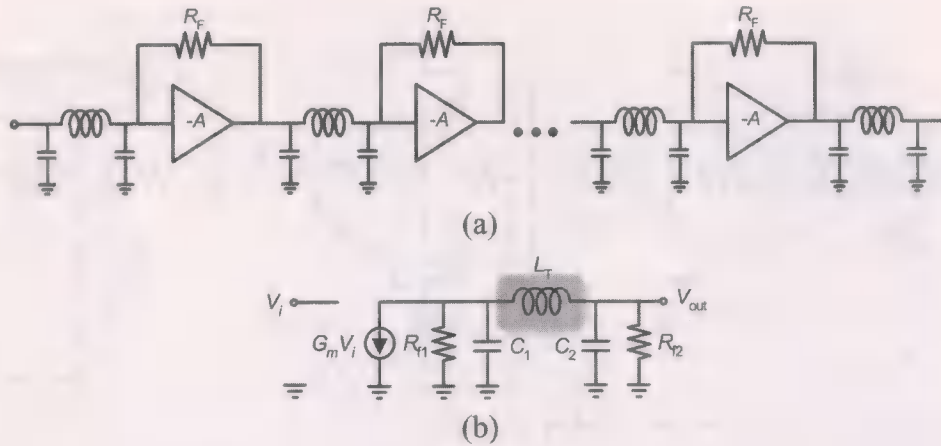 R_F R_F R_F
-A -A -A
(a)
L_T
V_i V_out
G_mV_i R_f1 C_1 C_2 R_f2
(b)